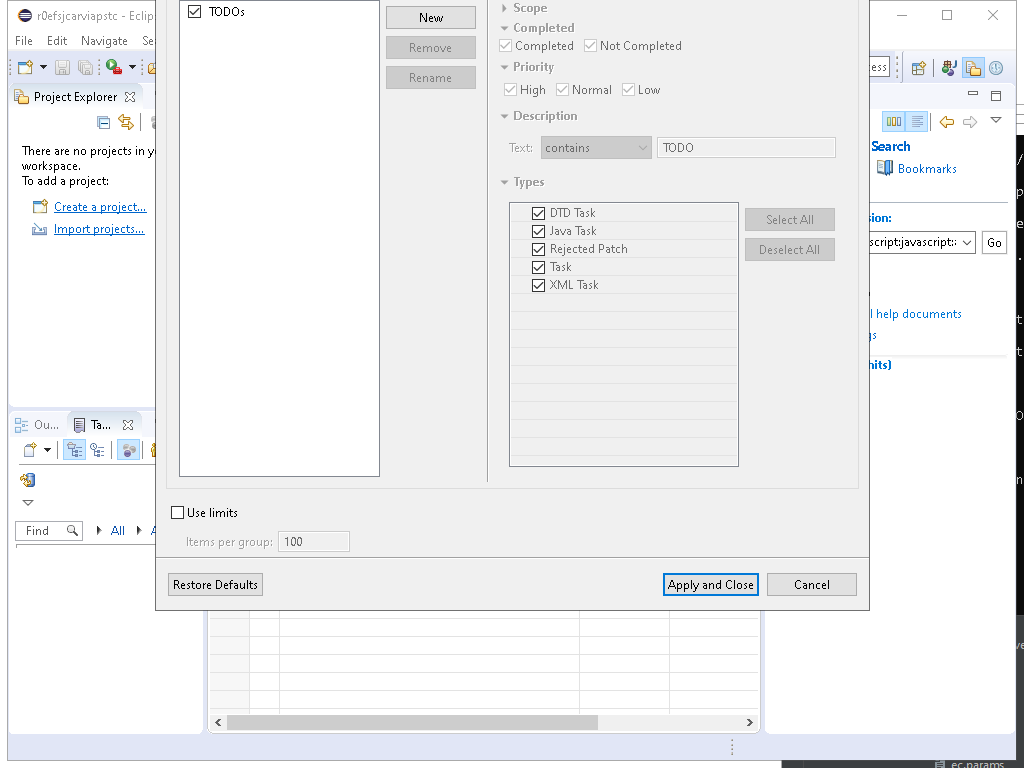 r0efsjcarviapstc - Eclip
File Edit Navigate Se
Project Explorer
There are no projects in
workspace.
To add a project:
Create a project...
Import projects...
Ou... Ta...
Find All
TODOs
New
Remove
Rename
Scope
Completed
Completed Not Completed
Priority
High Normal Low
Description
Text: contains TODO
Types
DTD Task
Java Task
Rejected Patch
Task
XML Task
Select All
Deselect All
Use limits
Items per group: 100
Restore Defaults Apply and Close Cancel
ess
Search
Bookmarks
sion:
script:javascript:
Go
l help documents
gs
hits)
ec.params